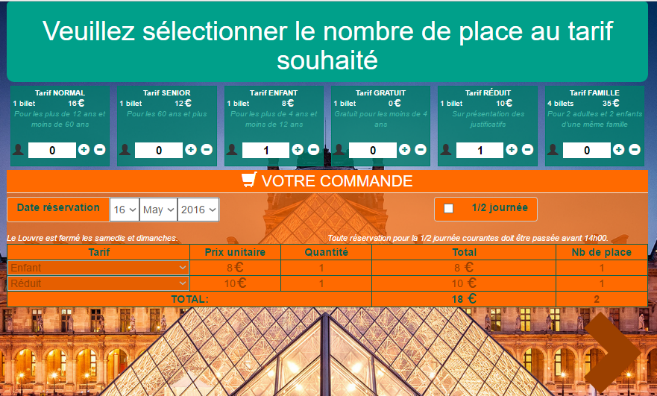 Veuillez sélectionner le nombre de place au tarif
souhaité
Tarif NORMAL
1 billet 16 €
Pour les plus de 12 ans et
moins de 60 ans
0
Tarif SENIOR
1 billet 12 €
Pour les 60 ans et plus
0
Tarif ENFANT
1 billet 8 €
Pour les plus de 4 ans et
moins de 12 ans
1
Tarif GRATUIT
1 billet 0 €
Gratuit pour les moins de 4
ans
0
Tarif RÉDUIT
1 billet 10 €
Sur présentation des
justificatifs
1
Tarif FAMILLE
4 billets 35 €
Pour 2 adultes et 2 enfants
d'une même famille
0
VOTRE COMMANDE
Date réservation 16 May 2016 1/2 journée
Le Louvre est fermé les samedis et dimanches. Toute réservation pour la 1/2 journée courantes doit être passée avant 14h00.
Tarif Prix unitaire Quantité Total Nb de place
Enfant 8 € 1 8 € 1
Réduit 10 € 1 10 € 1
TOTAL: 18 € 2